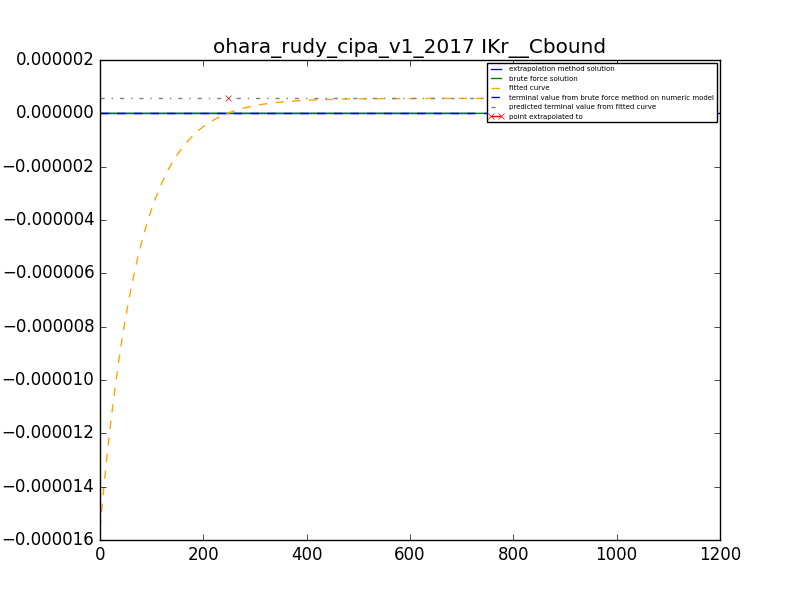 ohara_rudy_cipa_v1_2017 IKr__Cbound
0.000002
0.000000
−0.000002
−0.000004
−0.000006
−0.000008
−0.000010
−0.000012
−0.000014
−0.000016
extrapolation method solution
brute force solution
fitted curve
terminal value from brute force method on numeric model
predicted terminal value from fitted curve
point extrapolated to
0 200 400 600 800 1000 1200